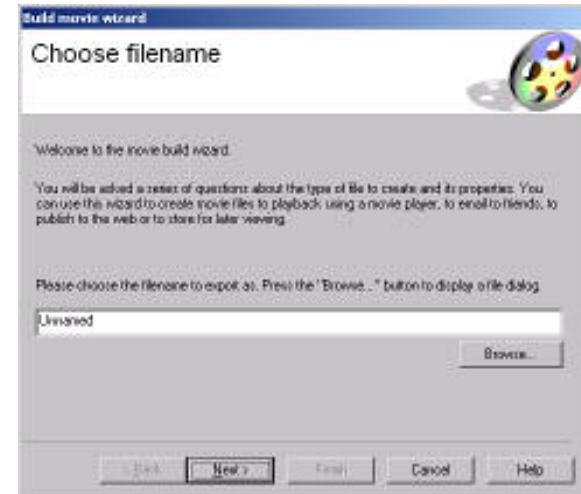 Build movie wizard
Choose filename
Welcome to the movie build wizard.
You will be asked a series of questions about the type of file to create and its properties. You
can use this wizard to create movie files to playback using a movie player, to email to friends, to
publish to the web or to store for later viewing.
Please choose the filename to export as. Press the "Browse..." button to display a file dialog.
Unnamed
Browse...
< Back Next > Finish Cancel Help